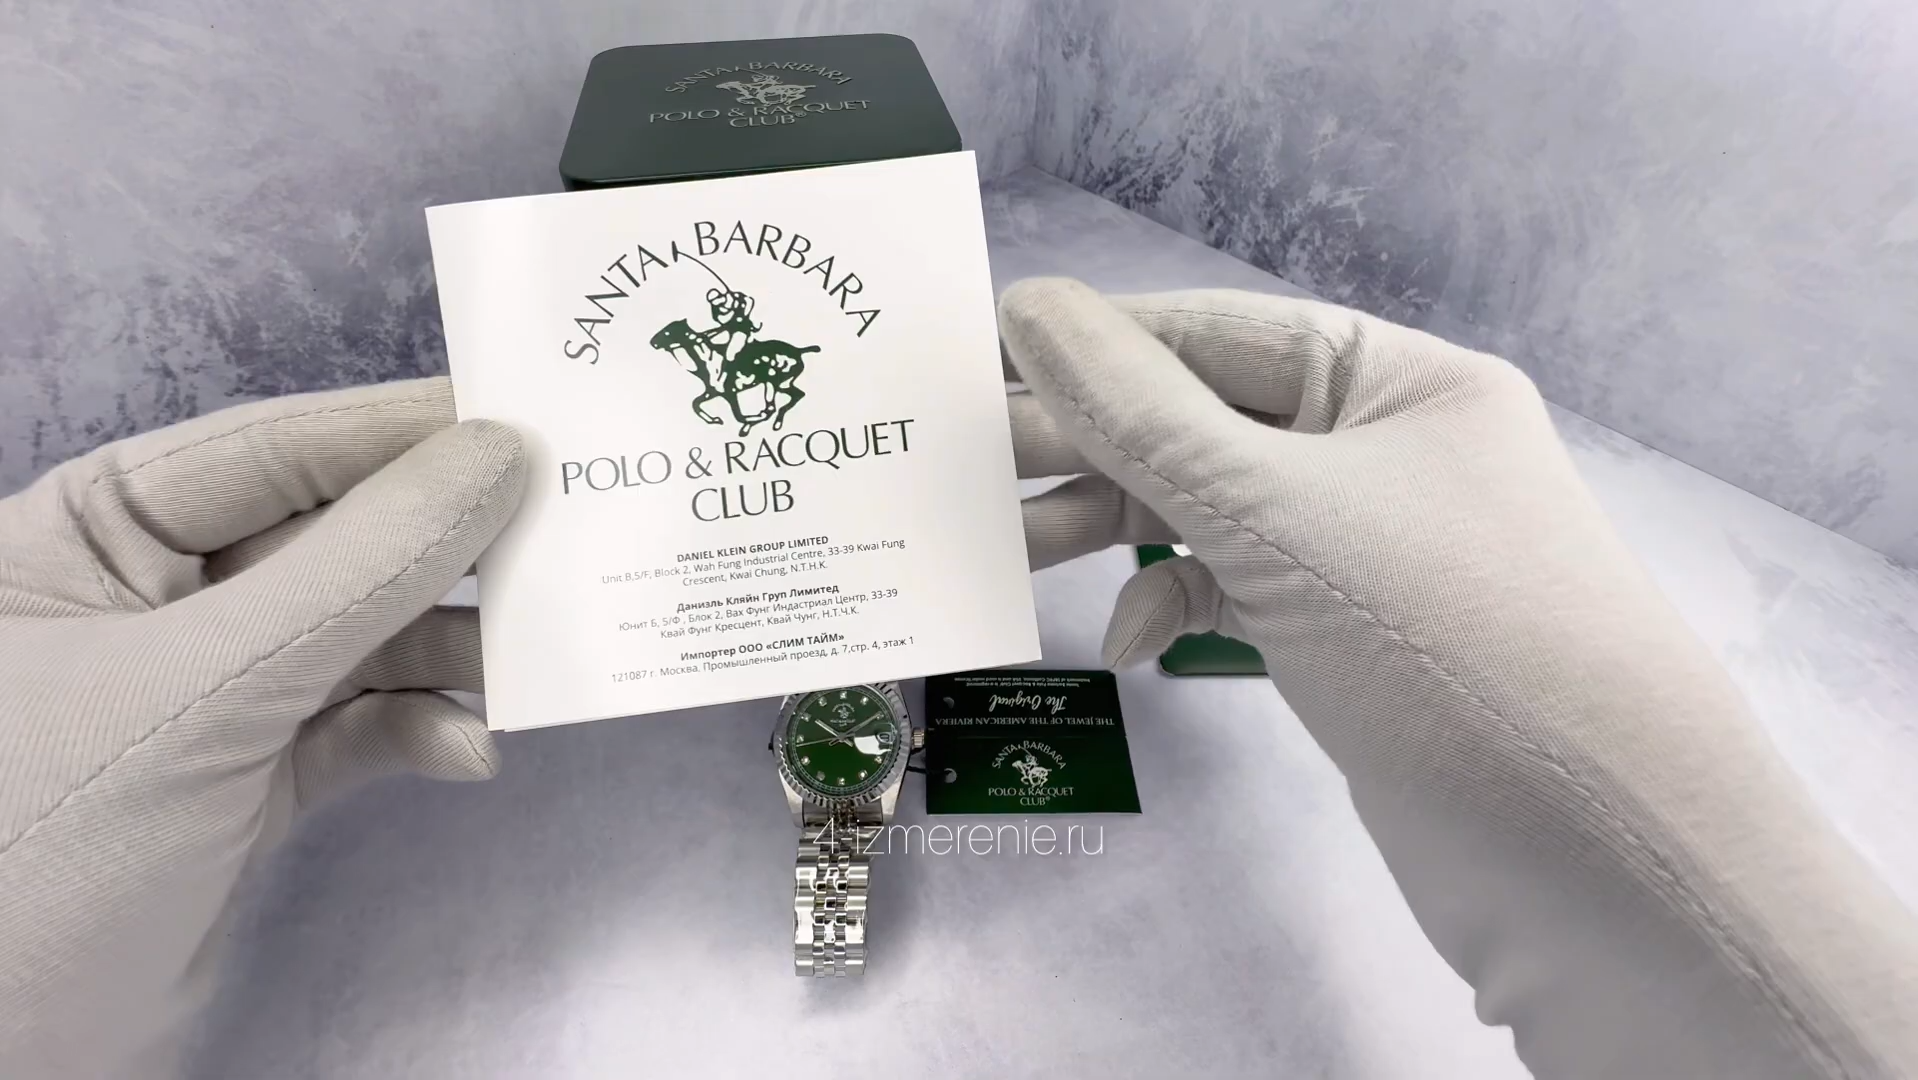 SANTA BARBARA
POLO & RACQUET
CLUB®
SANTA BARBARA
POLO & RACQUET
CLUB
DANIEL KLEIN GROUP LIMITED
Unit B,5/F, Block 2, Wah Fung Industrial Centre, 33-39 Kwai Fung
Crescent, Kwai Chung, N.T.H.K.
Даниэль Кляйн Груп Лимитед
Юнит Б, 5/Ф , Блок 2, Вах Фунг Индастриал Центр, 33-39
Квай Фунг Кресцент, Квай Чунг, Н.Т.Ч.К.
Импортер ООО «СЛИМ ТАЙМ»
121087 г. Москва, Промышленный проезд, д. 7,стр. 4, этаж 1
The Original
THE JEWEL OF THE AMERICAN RIVIERA
SANTA BARBARA
POLO & RACQUET
CLUB®
4-izmerenie.ru